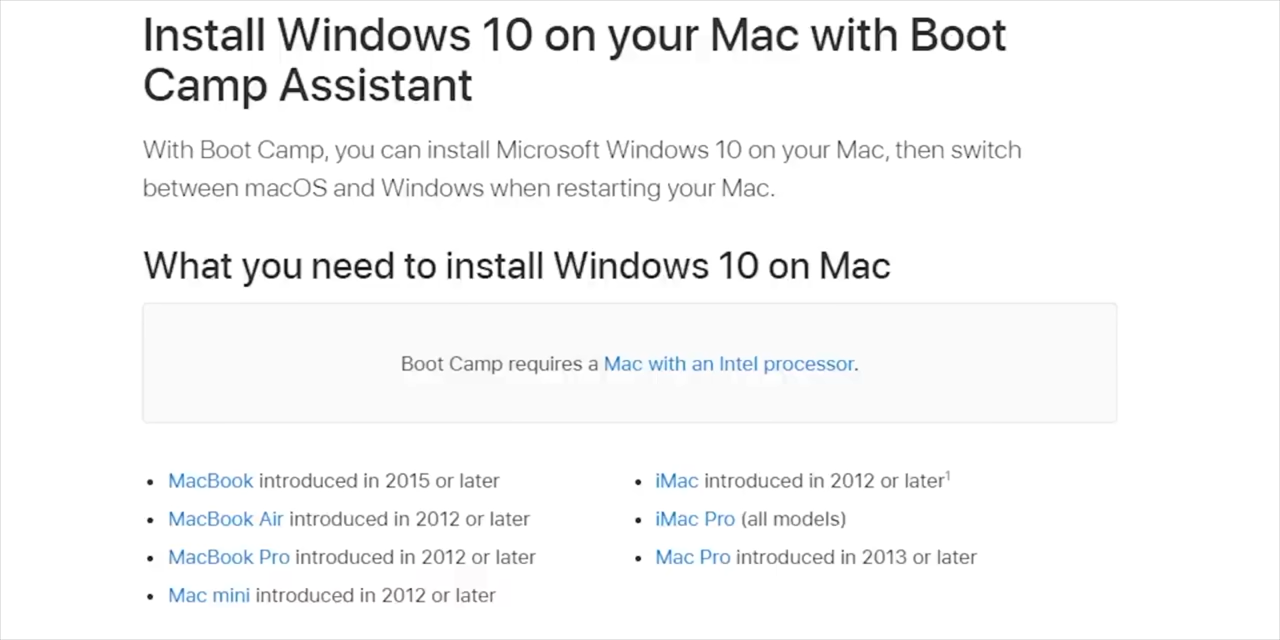 Install Windows 10 on your Mac with Boot
Camp Assistant
With Boot Camp, you can install Microsoft Windows 10 on your Mac, then switch
between macOS and Windows when restarting your Mac.
What you need to install Windows 10 on Mac
Boot Camp requires a Mac with an Intel processor.
• MacBook introduced in 2015 or later
• MacBook Air introduced in 2012 or later
• MacBook Pro introduced in 2012 or later
• Mac mini introduced in 2012 or later
• iMac introduced in 2012 or later¹
• iMac Pro (all models)
• Mac Pro introduced in 2013 or later